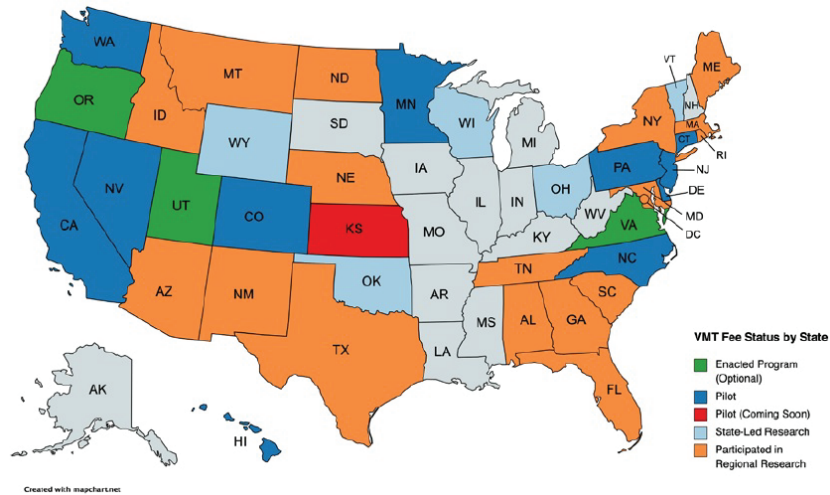 WA
MT
ND
MN
VT
ME
OR
ID
SD
WI
NH
NY
MA
WY
MI
CT
RI
IA
PA
NJ
NV
NE
OH
DE
UT
CO
IL
IN
MD
CA
KS
MO
WV
VA
DC
KY
NC
OK
TN
AZ
NM
AR
SC
MS
AL
GA
TX
LA
FL
AK
HI
VMT Fee Status by State
Enacted Program
(Optional)
Pilot
Pilot (Coming Soon)
State-Led Research
Participated in
Regional Research
Created with mapchart.net